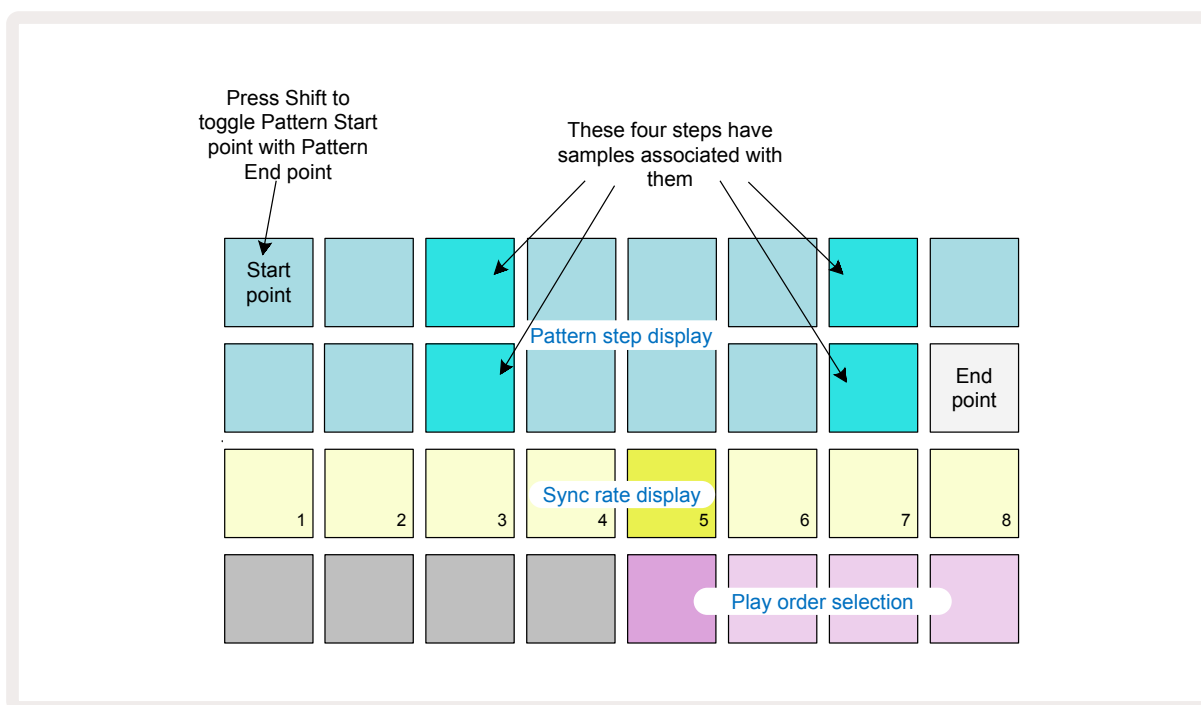 Press Shift to
toggle Pattern Start
point with Pattern
End point
These four steps have
samples associated with
them
Start
point
Pattern step display
End
point
Sync rate display
1 2 3 4 5 6 7 8
Play order selection